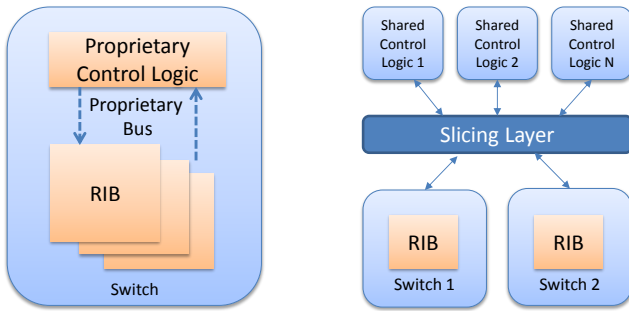 Proprietary
Control Logic
Proprietary
Bus
RIB
Switch
Shared
Control
Logic 1
Shared
Control
Logic 2
Shared
Control
Logic N
Slicing Layer
RIB
Switch 1
RIB
Switch 2